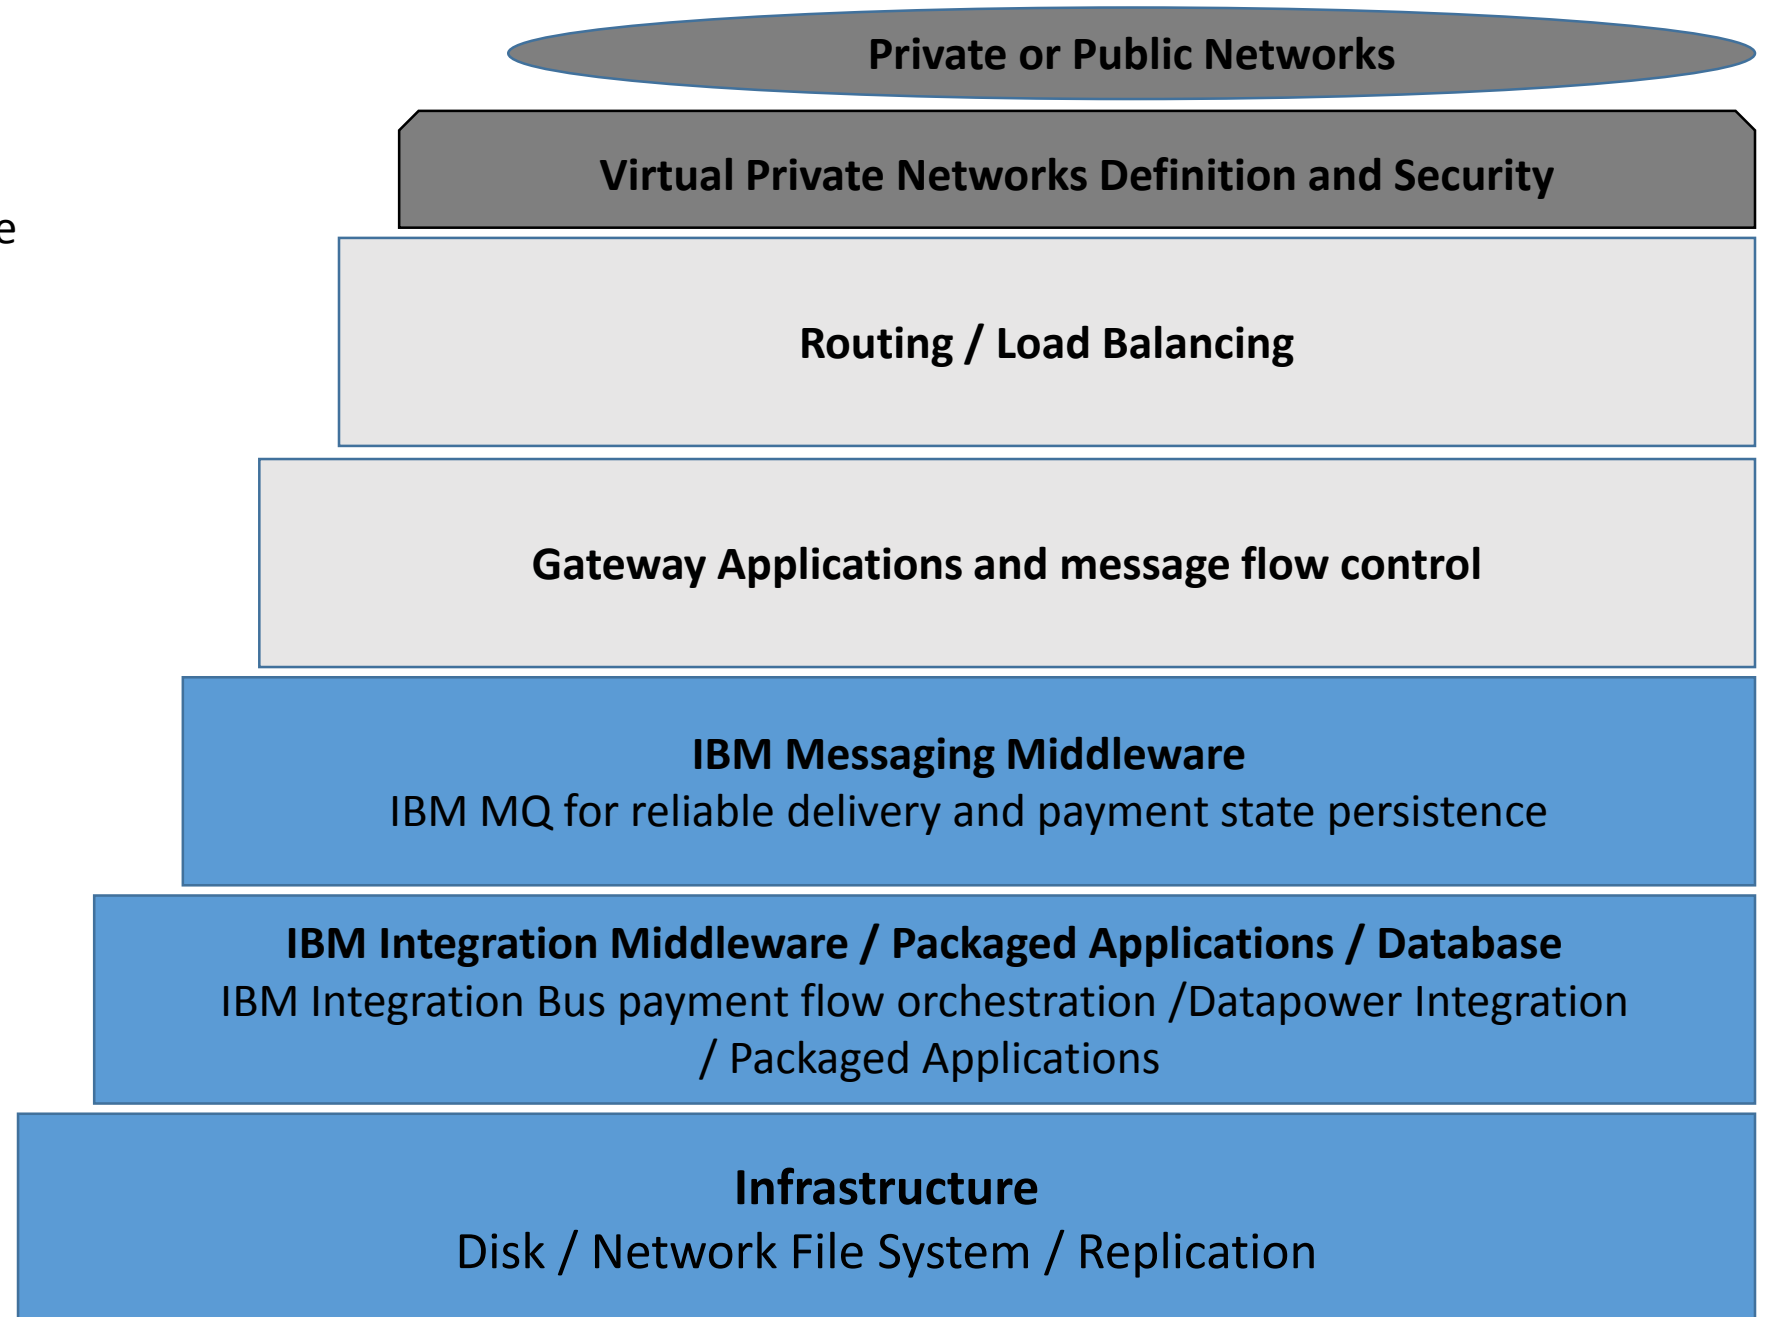 Private or Public Networks
Virtual Private Networks Definition and Security
e
Routing / Load Balancing
Gateway Applications and message flow control
IBM Messaging Middleware
IBM MQ for reliable delivery and payment state persistence
IBM Integration Middleware / Packaged Applications / Database
IBM Integration Bus payment flow orchestration /Datapower Integration
/ Packaged Applications
Infrastructure
Disk / Network File System / Replication